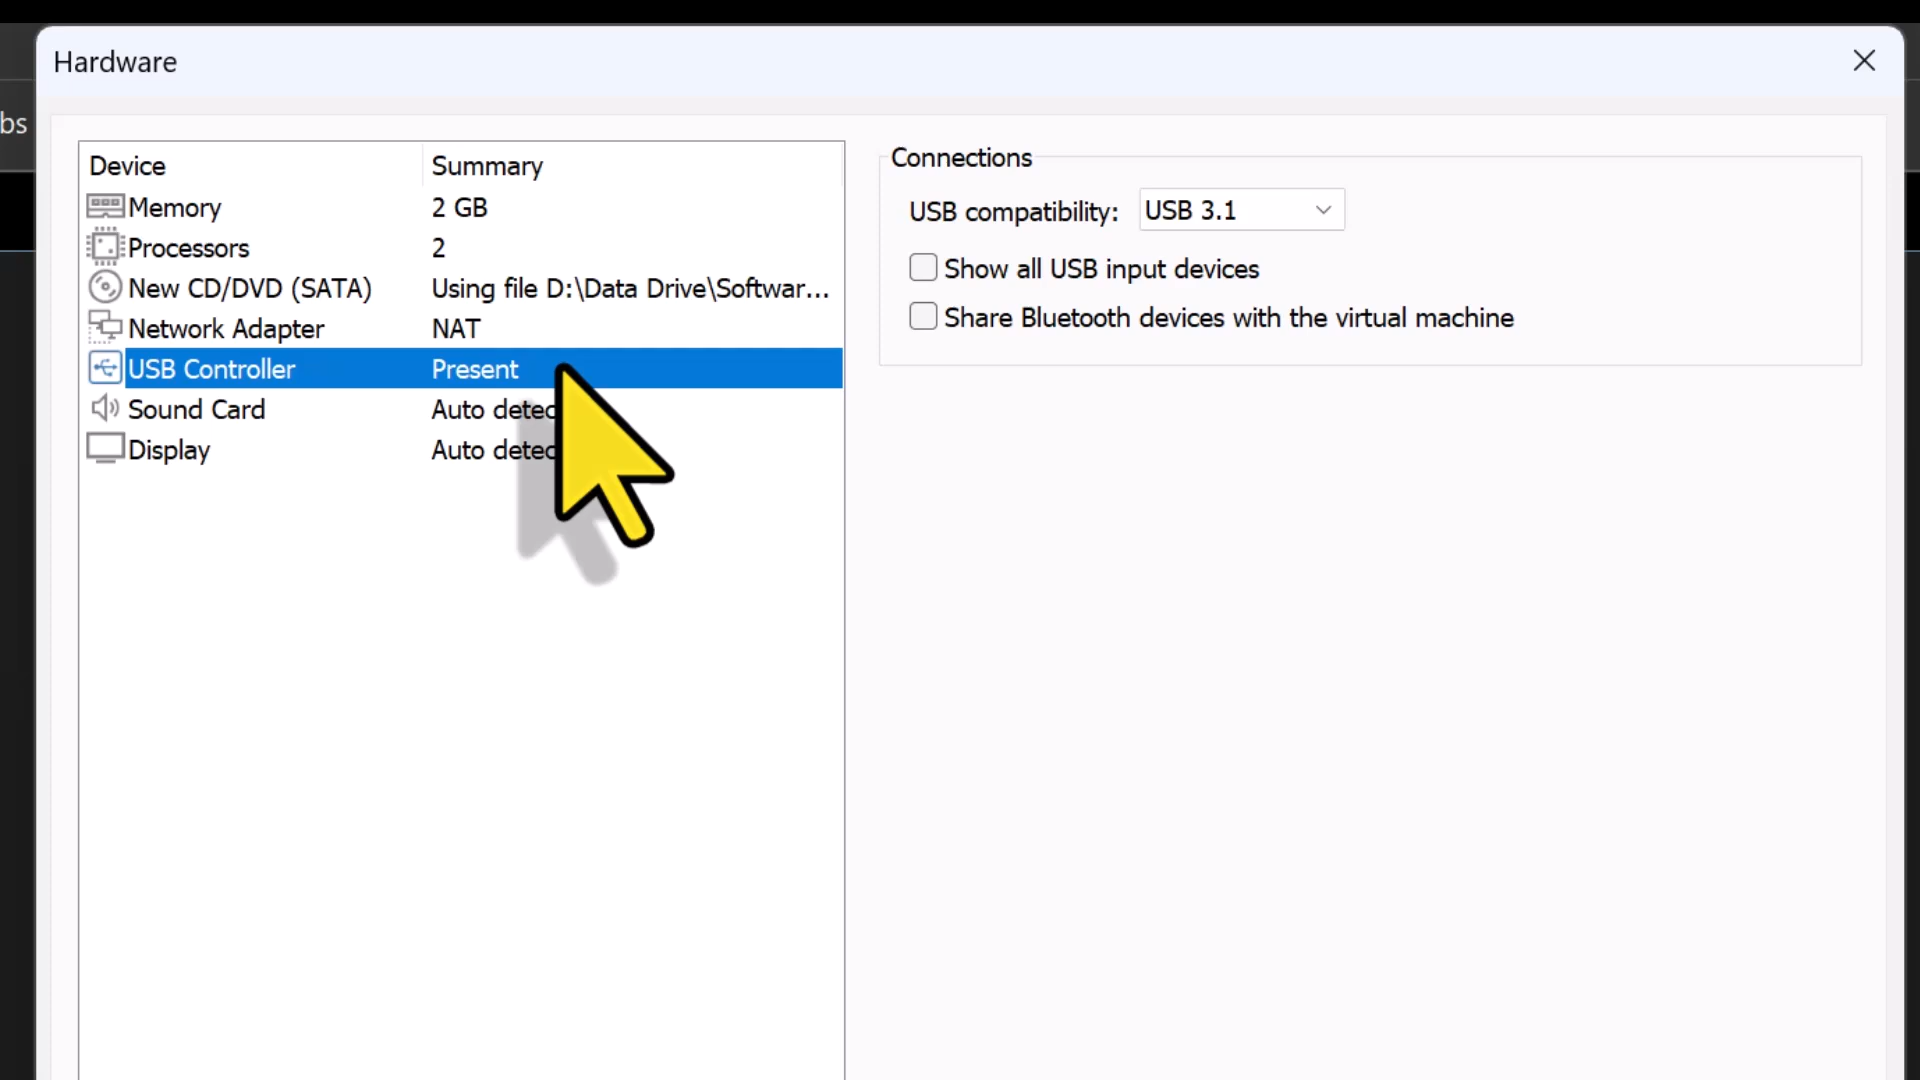 Hardware
bs
Device Summary
Memory 2 GB
Processors 2
New CD/DVD (SATA) Using file D:\Data Drive\Softwar...
Network Adapter NAT
USB Controller Present
Sound Card Auto detec
Display Auto detec
Connections
USB compatibility: USB 3.1
Show all USB input devices
Share Bluetooth devices with the virtual machine